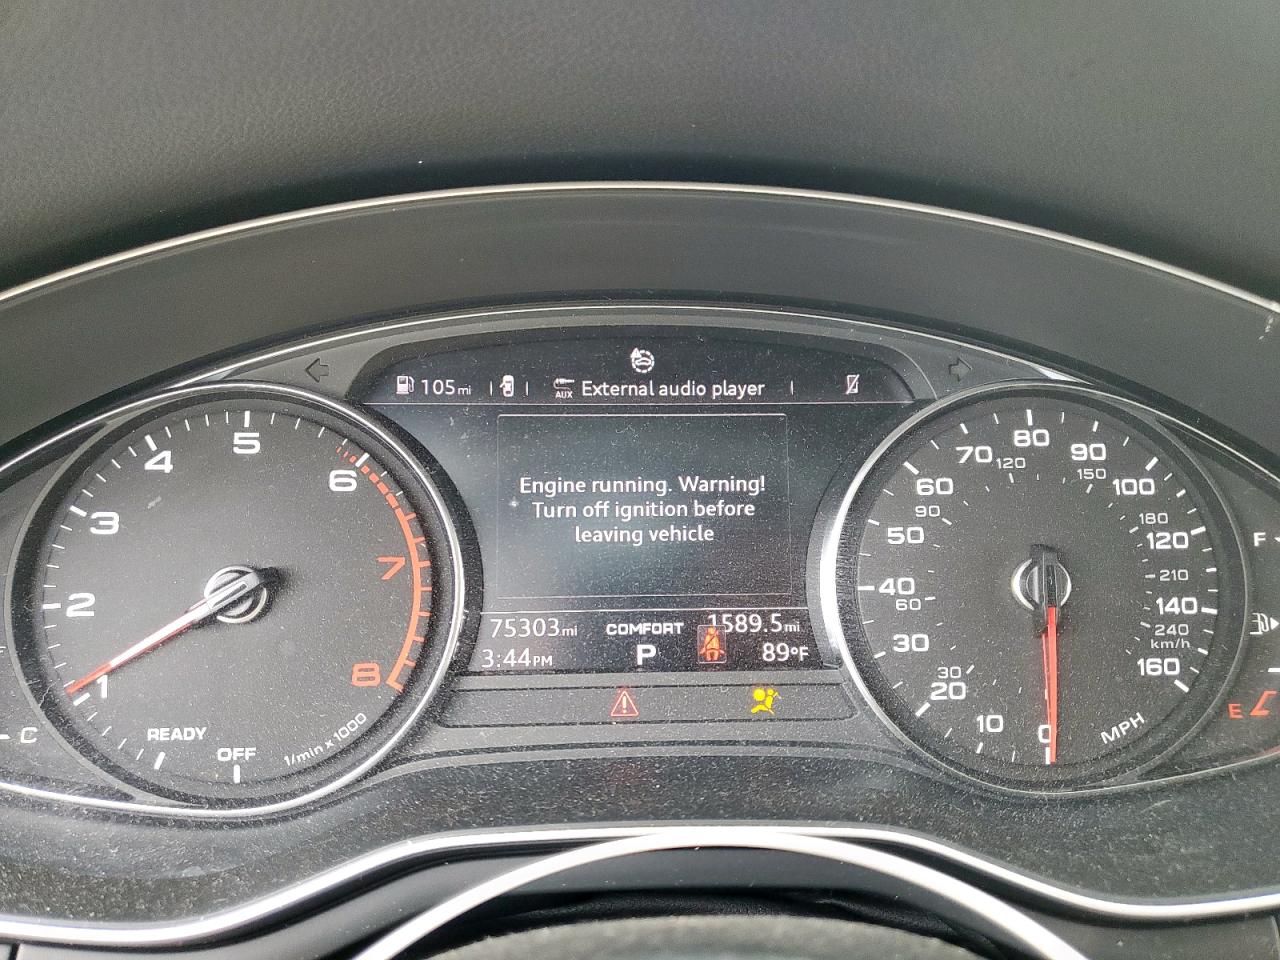 105mi
AUX External audio player
Engine running. Warning!
Turn off ignition before
leaving vehicle
75303mi COMFORT 1589.5mi
3:44PM P 89°F
C
READY
OFF
1
2
3
4
5
6
7
8
1/min x 1000
0
10
20
30
30
40
60
50
60
90
70
80
120
90
150
100
180
120
210
140
240
km/h
160
MPH
F
E